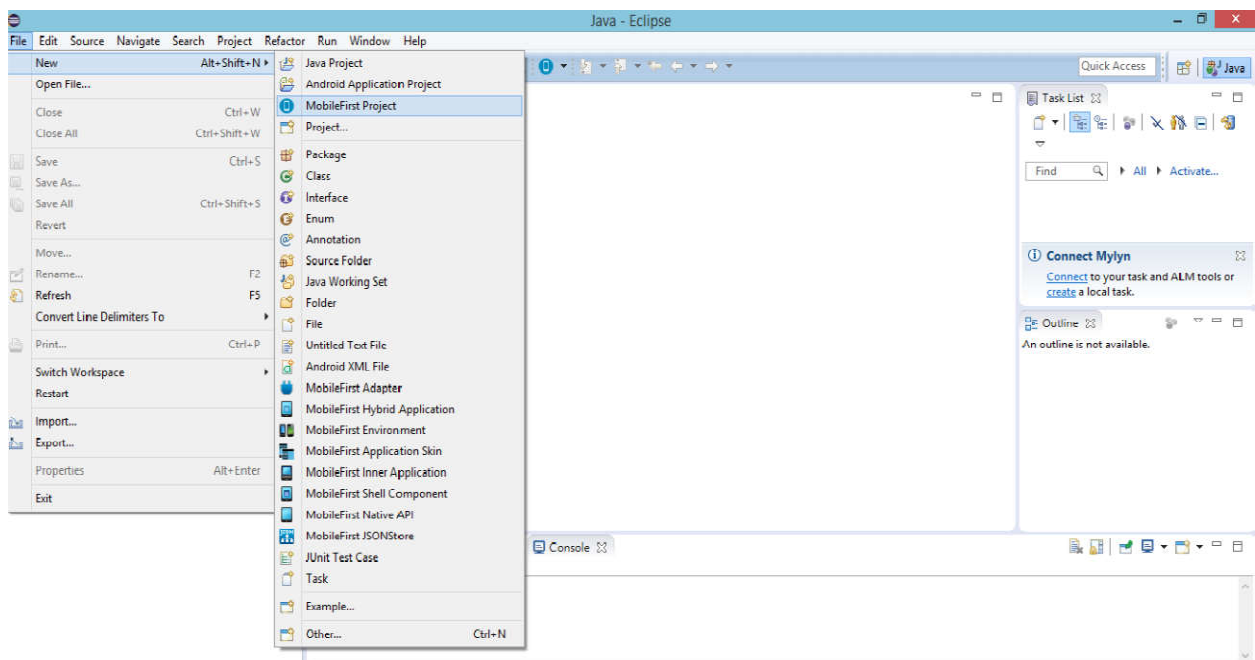 Java - Eclipse
File Edit Source Navigate Search Project Refactor Run Window Help
New Alt+Shift+N
Open File...
Close Ctrl+W
Close All Ctrl+Shift+W
Save Ctrl+S
Save As...
Save All Ctrl+Shift+S
Revert
Move...
Rename... F2
Refresh F5
Convert Line Delimiters To
Print... Ctrl+P
Switch Workspace
Restart
Import...
Export...
Properties Alt+Enter
Exit
Java Project
Android Application Project
MobileFirst Project
Project...
Package
Class
Interface
Enum
Annotation
Source Folder
Java Working Set
Folder
File
Untitled Text File
Android XML File
MobileFirst Adapter
MobileFirst Hybrid Application
MobileFirst Environment
MobileFirst Application Skin
MobileFirst Inner Application
MobileFirst Shell Component
MobileFirst Native API
MobileFirst JSONStore
JUnit Test Case
Task
Example...
Other... Ctrl+N
Quick Access Java
Task List
Find All Activate...
Connect Mylyn
Connect to your task and ALM tools or
create a local task.
Outline
An outline is not available.
Console